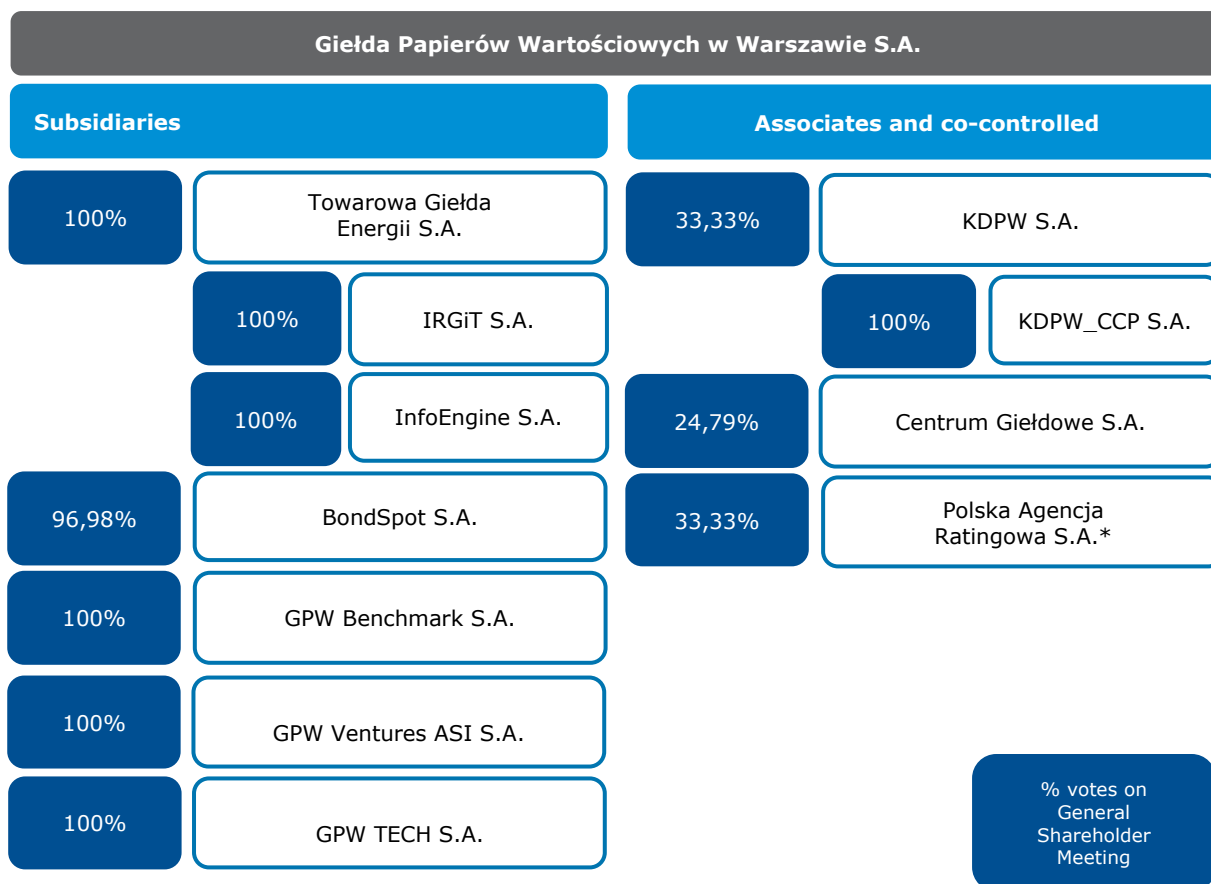 Giełda Papierów Wartościowych w Warszawie S.A.
Subsidiaries
100%
Towarowa Giełda
Energii S.A.
100%
IRGiT S.A.
100%
InfoEngine S.A.
96,98%
BondSpot S.A.
100%
GPW Benchmark S.A.
100%
GPW Ventures ASI S.A.
100%
GPW TECH S.A.
Associates and co-controlled
33,33%
KDPW S.A.
100%
KDPW_CCP S.A.
24,79%
Centrum Giełdowe S.A.
33,33%
Polska Agencja
Ratingowa S.A.*
% votes on
General
Shareholder
Meeting